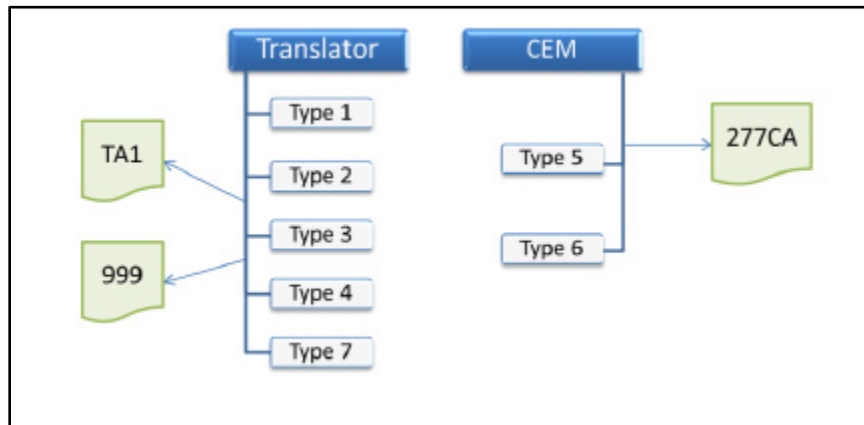 Translator
CEM
Type 1
277CA
TA1
Type 5
Type 2
Type 3
Type 6
999
Type 4
Type 7